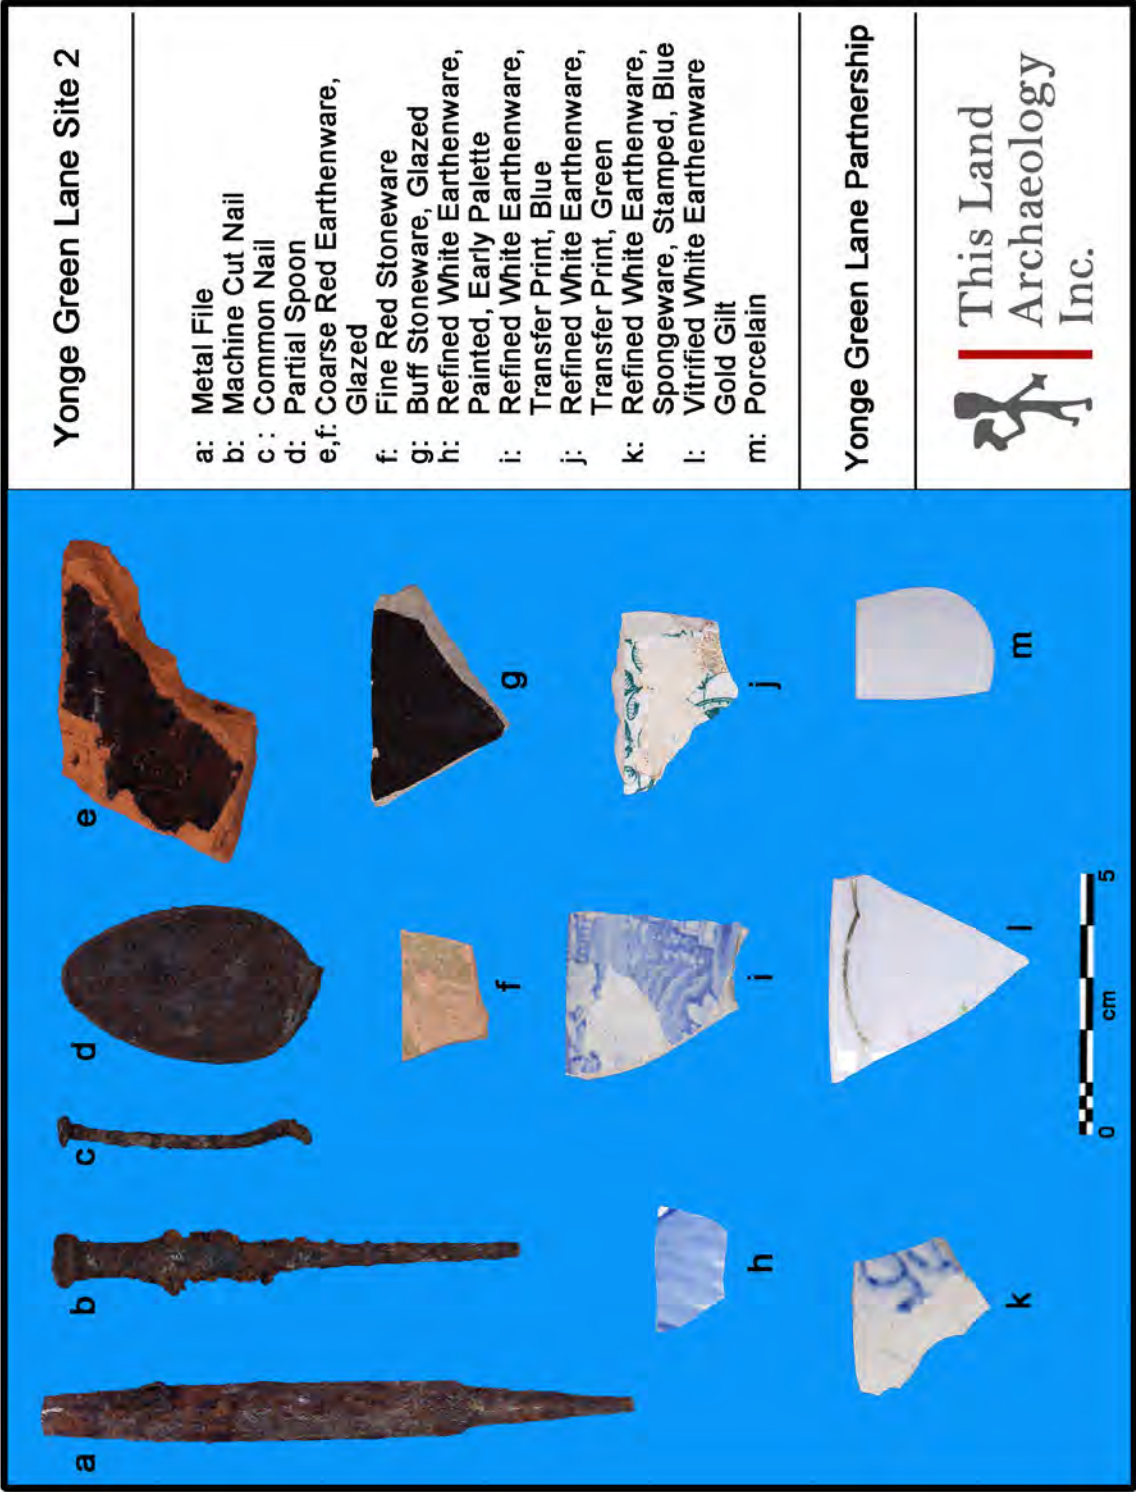 Yonge Green Lane Site 2
a: Metal File
b: Machine Cut Nail
c : Common Nail
d: Partial Spoon
e,f: Coarse Red Earthenware,
Glazed
f: Fine Red Stoneware
g: Buff Stoneware, Glazed
h: Refined White Earthenware,
Painted, Early Palette
i: Refined White Earthenware,
Transfer Print, Blue
j: Refined White Earthenware,
Transfer Print, Green
k: Refined White Earthenware,
Spongeware, Stamped, Blue
l: Vitrified White Earthenware
Gold Gilt
m: Porcelain
Yonge Green Lane Partnership
This Land
Archaeology
Inc.
a
b
c
d
e
f
g
h
i
j
k
l
m
0 cm 5